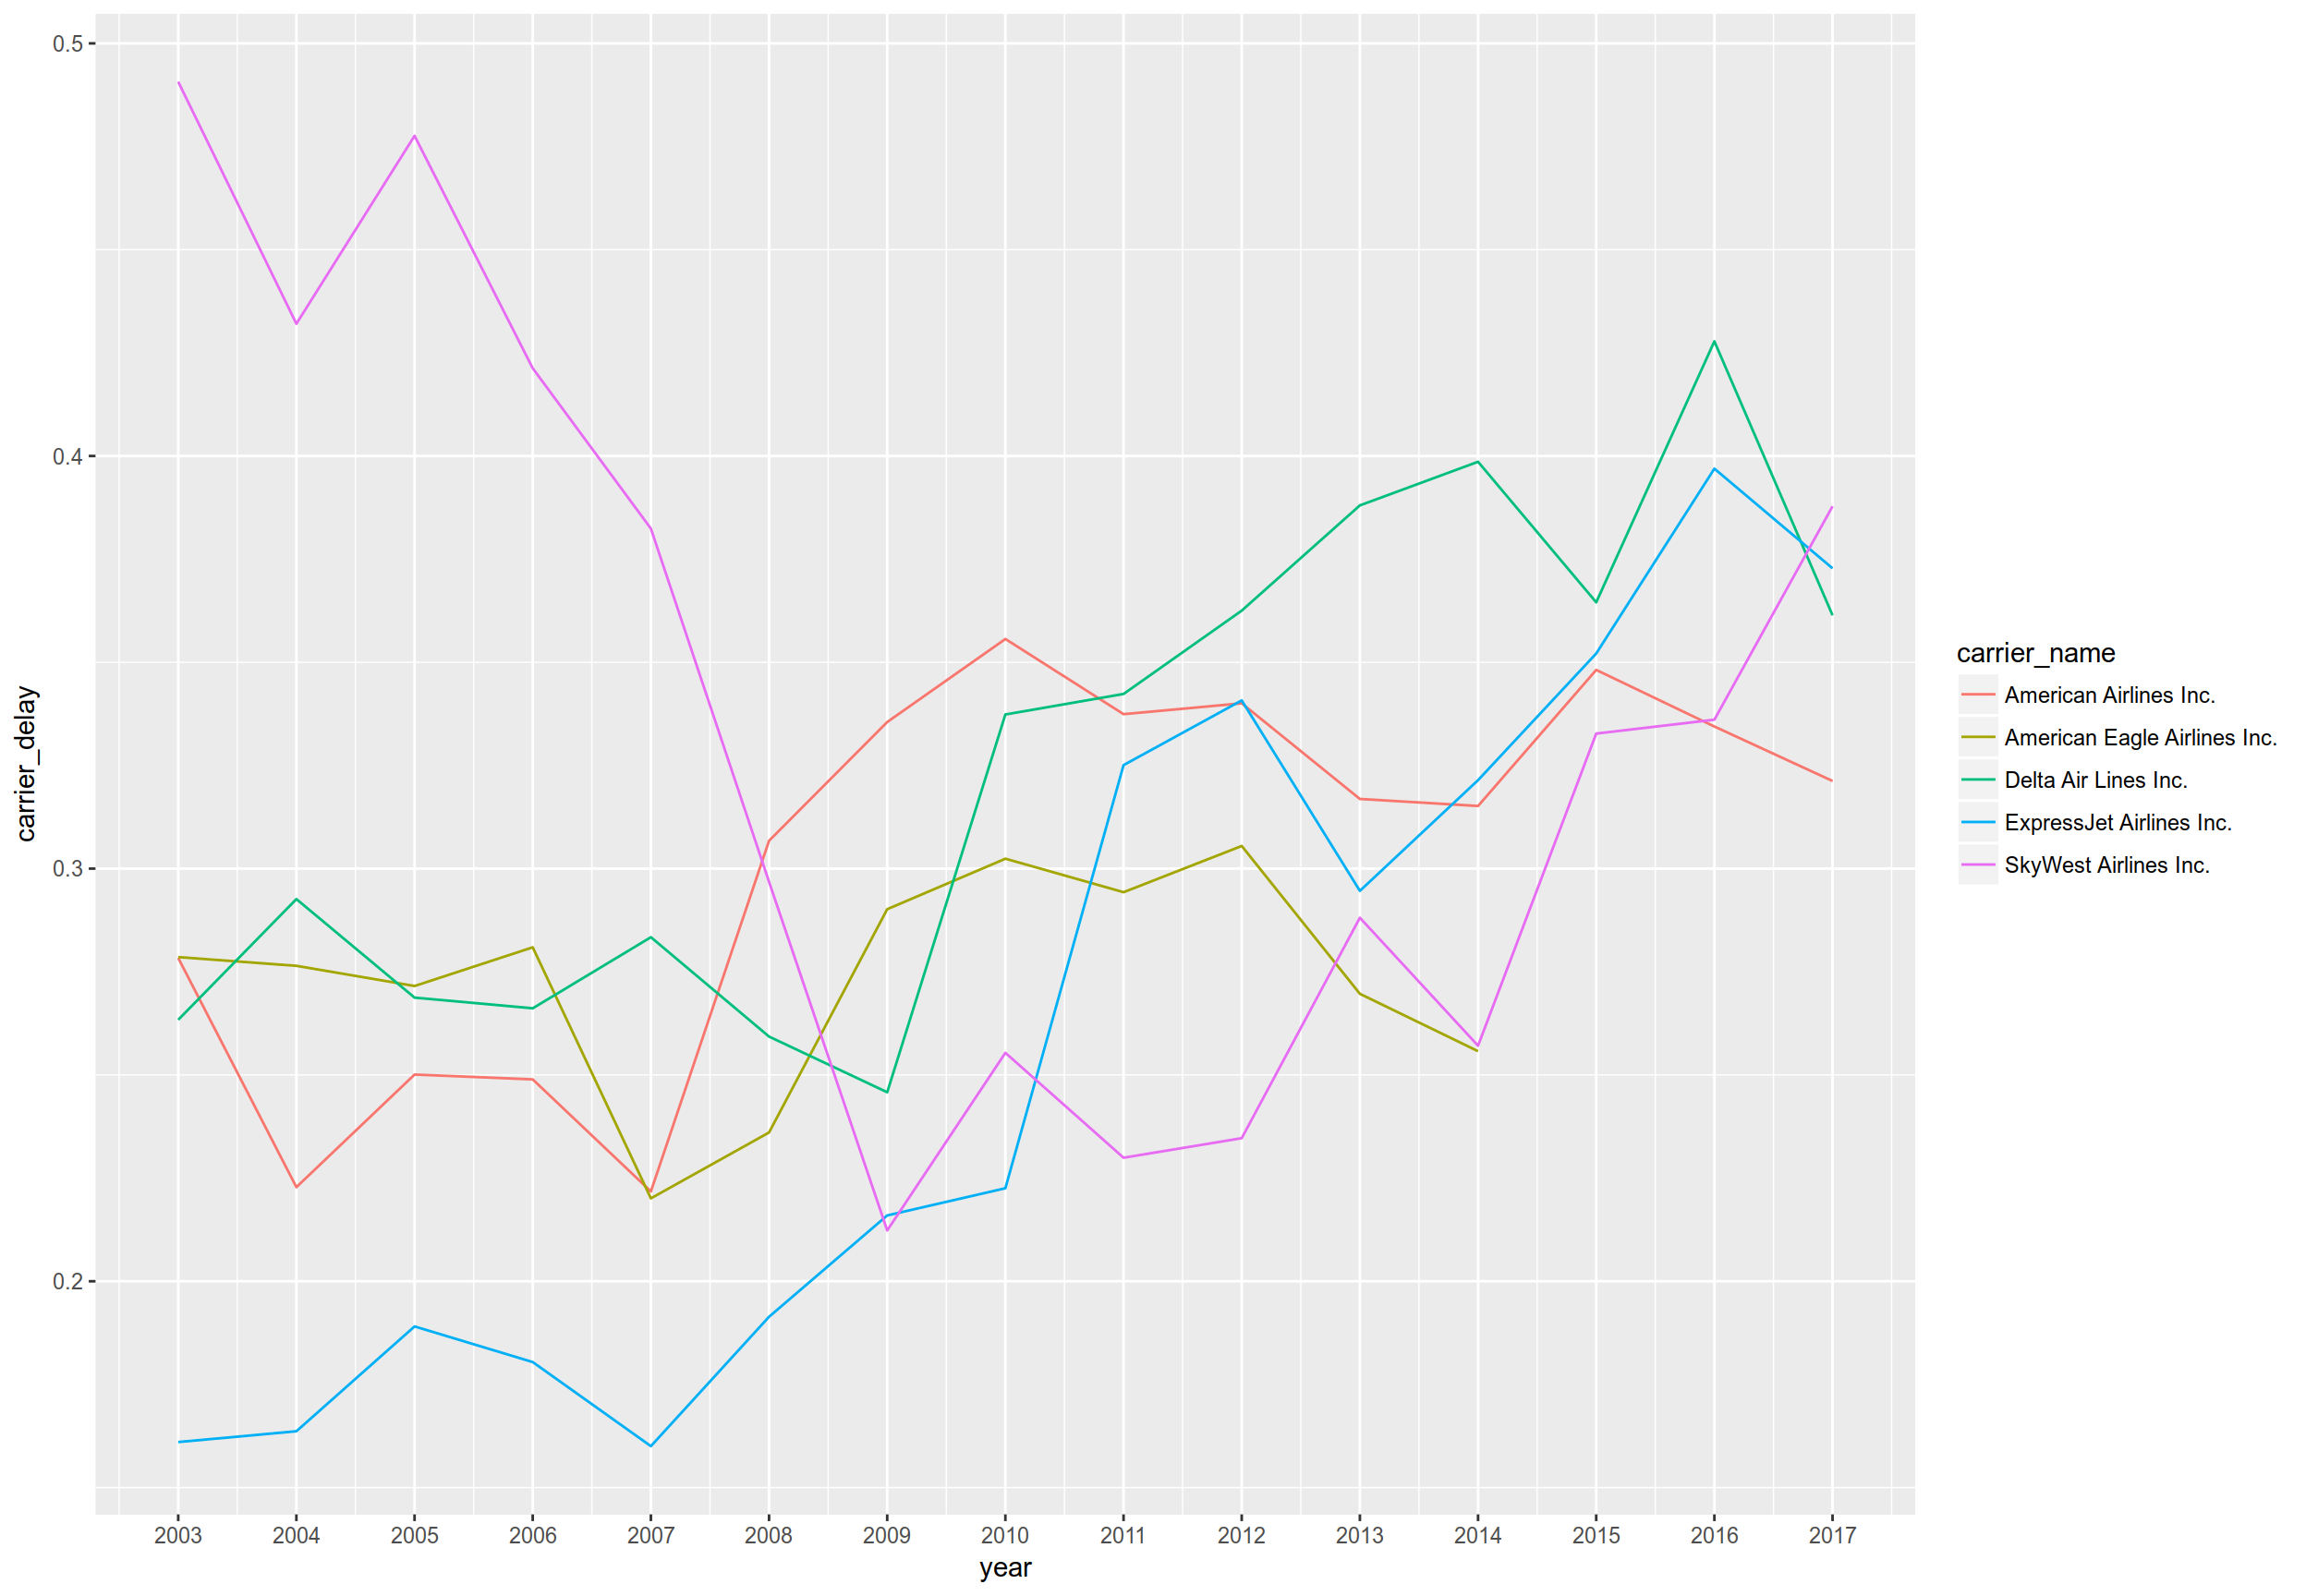 0.5
0.4
0.3
0.2
carrier_delay
2003 2004 2005 2006 2007 2008 2009 2010 2011 2012 2013 2014 2015 2016 2017
year
carrier_name
American Airlines Inc.
American Eagle Airlines Inc.
Delta Air Lines Inc.
ExpressJet Airlines Inc.
SkyWest Airlines Inc.